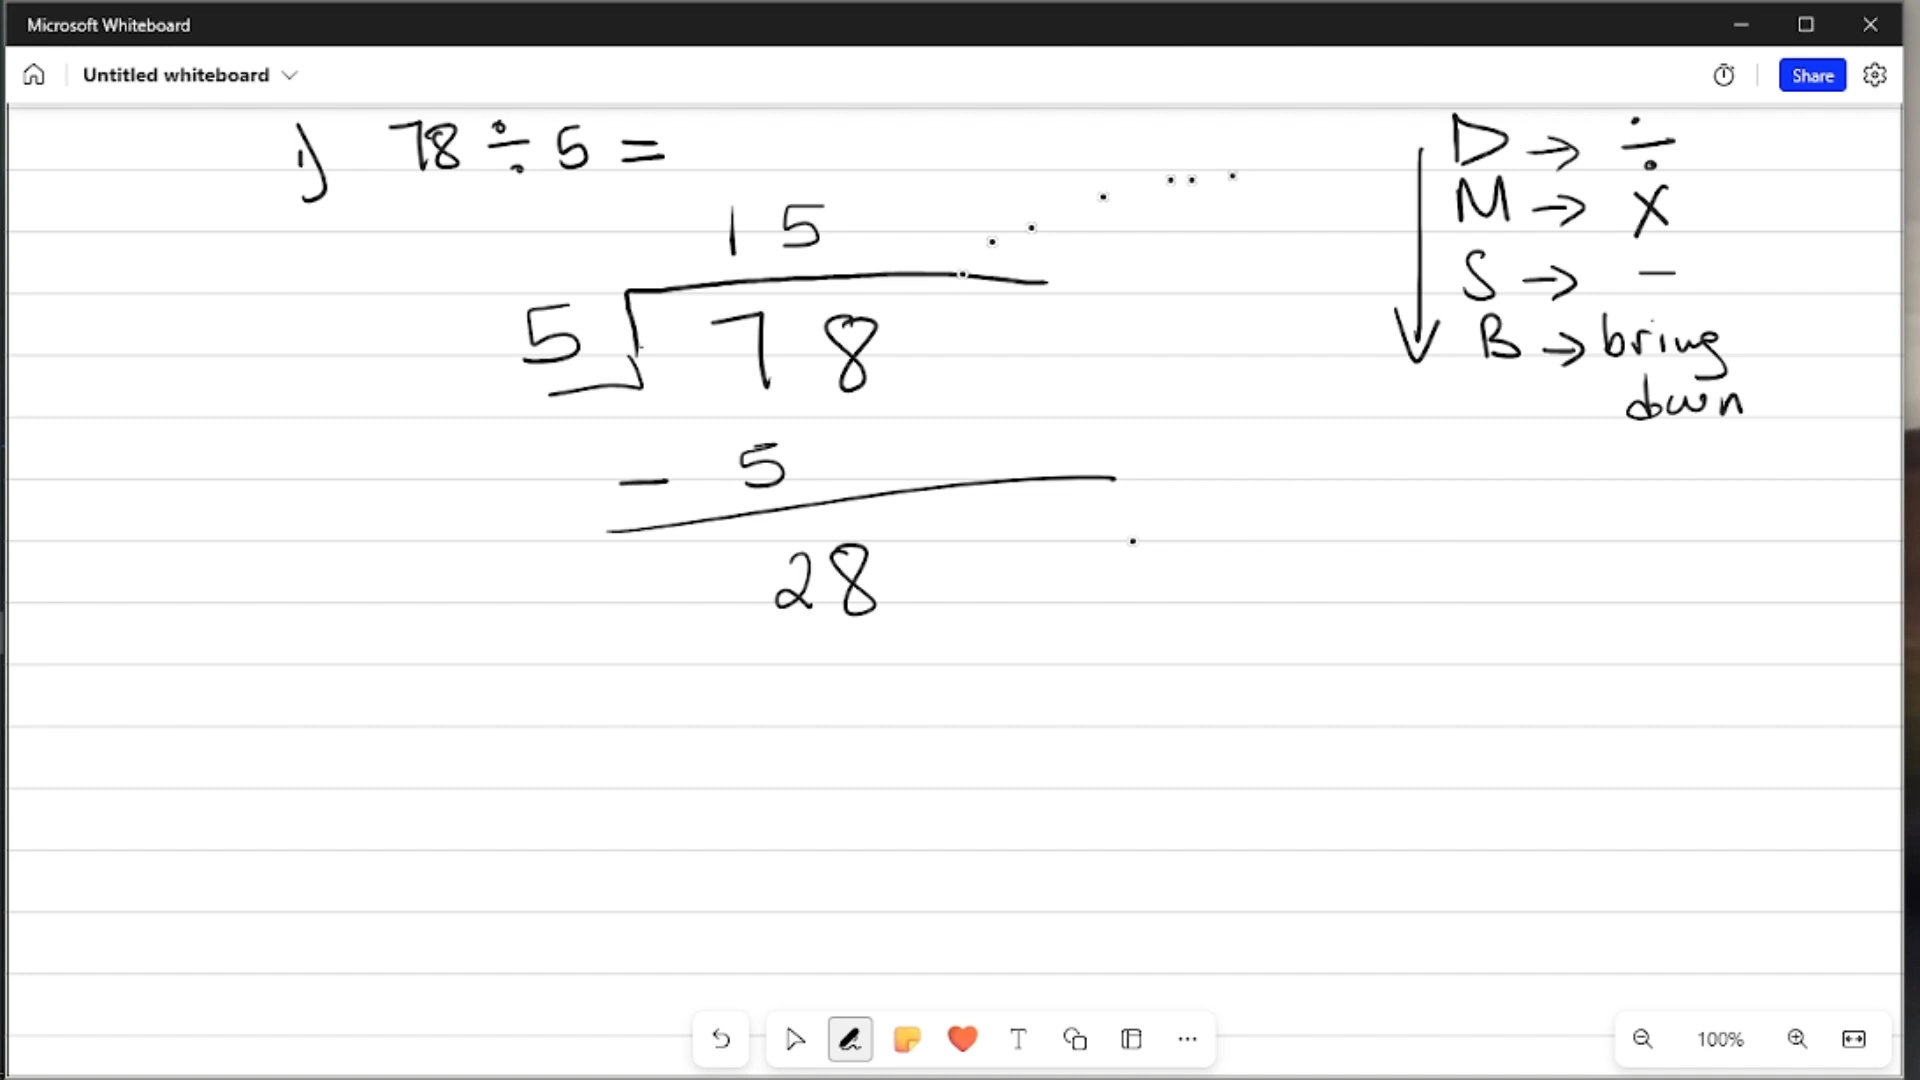 Microsoft Whiteboard
Untitled whiteboard
Share
1) 78 ÷ 5 =
15
5 78
- 5
28
D → ÷
M → X
S → -
B → bring
down
T
100%